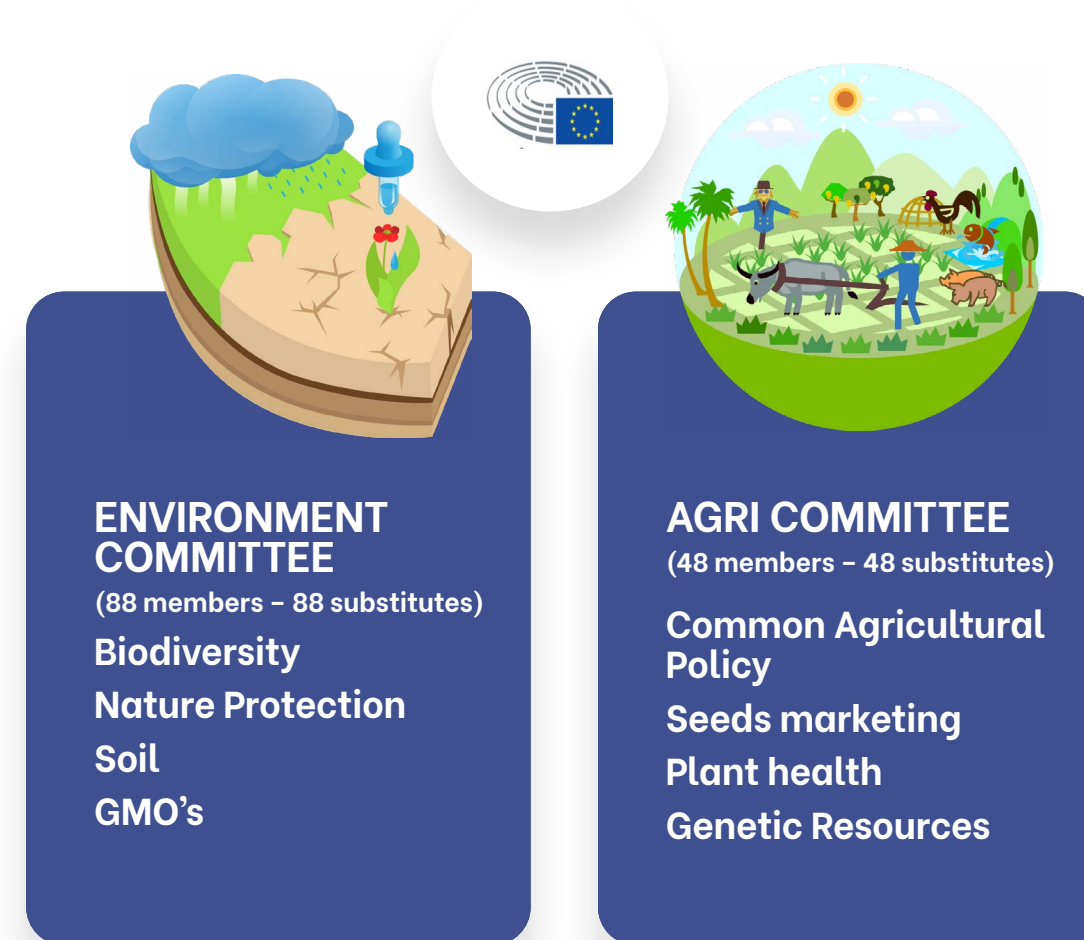 ENVIRONMENT
COMMITTEE
(88 members – 88 substitutes)
Biodiversity
Nature Protection
Soil
GMO’s
AGRI COMMITTEE
(48 members – 48 substitutes)
Common Agricultural
Policy
Seeds marketing
Plant health
Genetic Resources